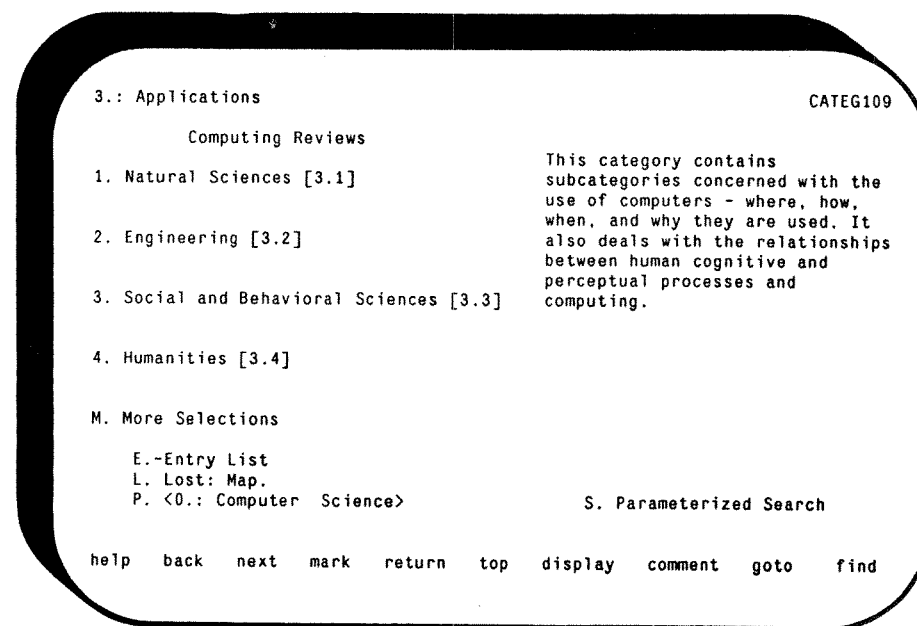 3.: Applications
CATEG109
Computing Reviews
1. Natural Sciences [3.1]
2. Engineering [3.2]
3. Social and Behavioral Sciences [3.3]
4. Humanities [3.4]
This category contains
subcategories concerned with the
use of computers - where, how,
when, and why they are used. It
also deals with the relationships
between human cognitive and
perceptual processes and
computing.
M. More Selections
E.-Entry List
L. Lost: Map.
P. <0.: Computer Science>
S. Parameterized Search
help back next mark return top display comment goto find